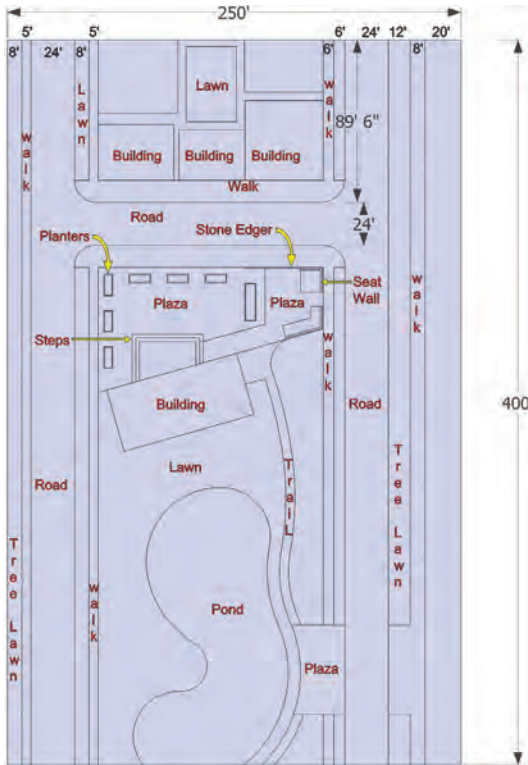 250'
5' 5' 6' 24' 12' 20'
8' 24' 8' 6' 8'
Lawn
Lawn
walk
walk
89' 6"
Building Building Building
Walk
Road
24'
Planters
Stone Edger
Plaza
Plaza
Seat
Wall
walk
Steps
walk
400
Building
Road
Lawn
Road
TraiL
Tree Lawn
Tree Lawn
walk
Pond
Plaza